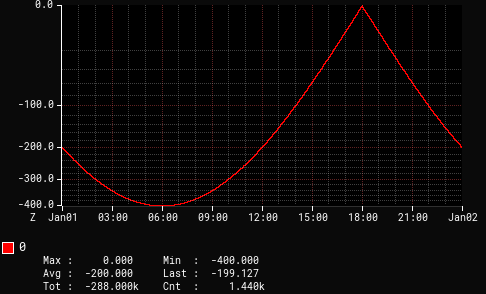 0.0
-100.0
-200.0
-300.0
-400.0
Z Jan01 03:00 06:00 09:00 12:00 15:00 18:00 21:00 Jan02
0
Max : 0.000 Min : -400.000
Avg : -200.000 Last : -199.127
Tot : -288.000k Cnt : 1.440k